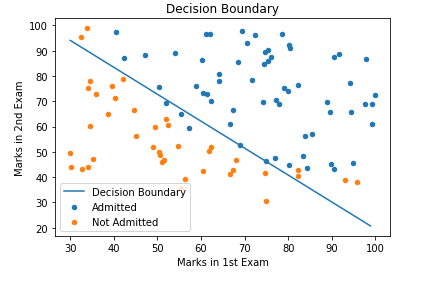 Decision Boundary
100
90
80
70
60
50
40
30
20
Marks in 2nd Exam
Decision Boundary
Admitted
Not Admitted
30 40 50 60 70 80 90 100
Marks in 1st Exam